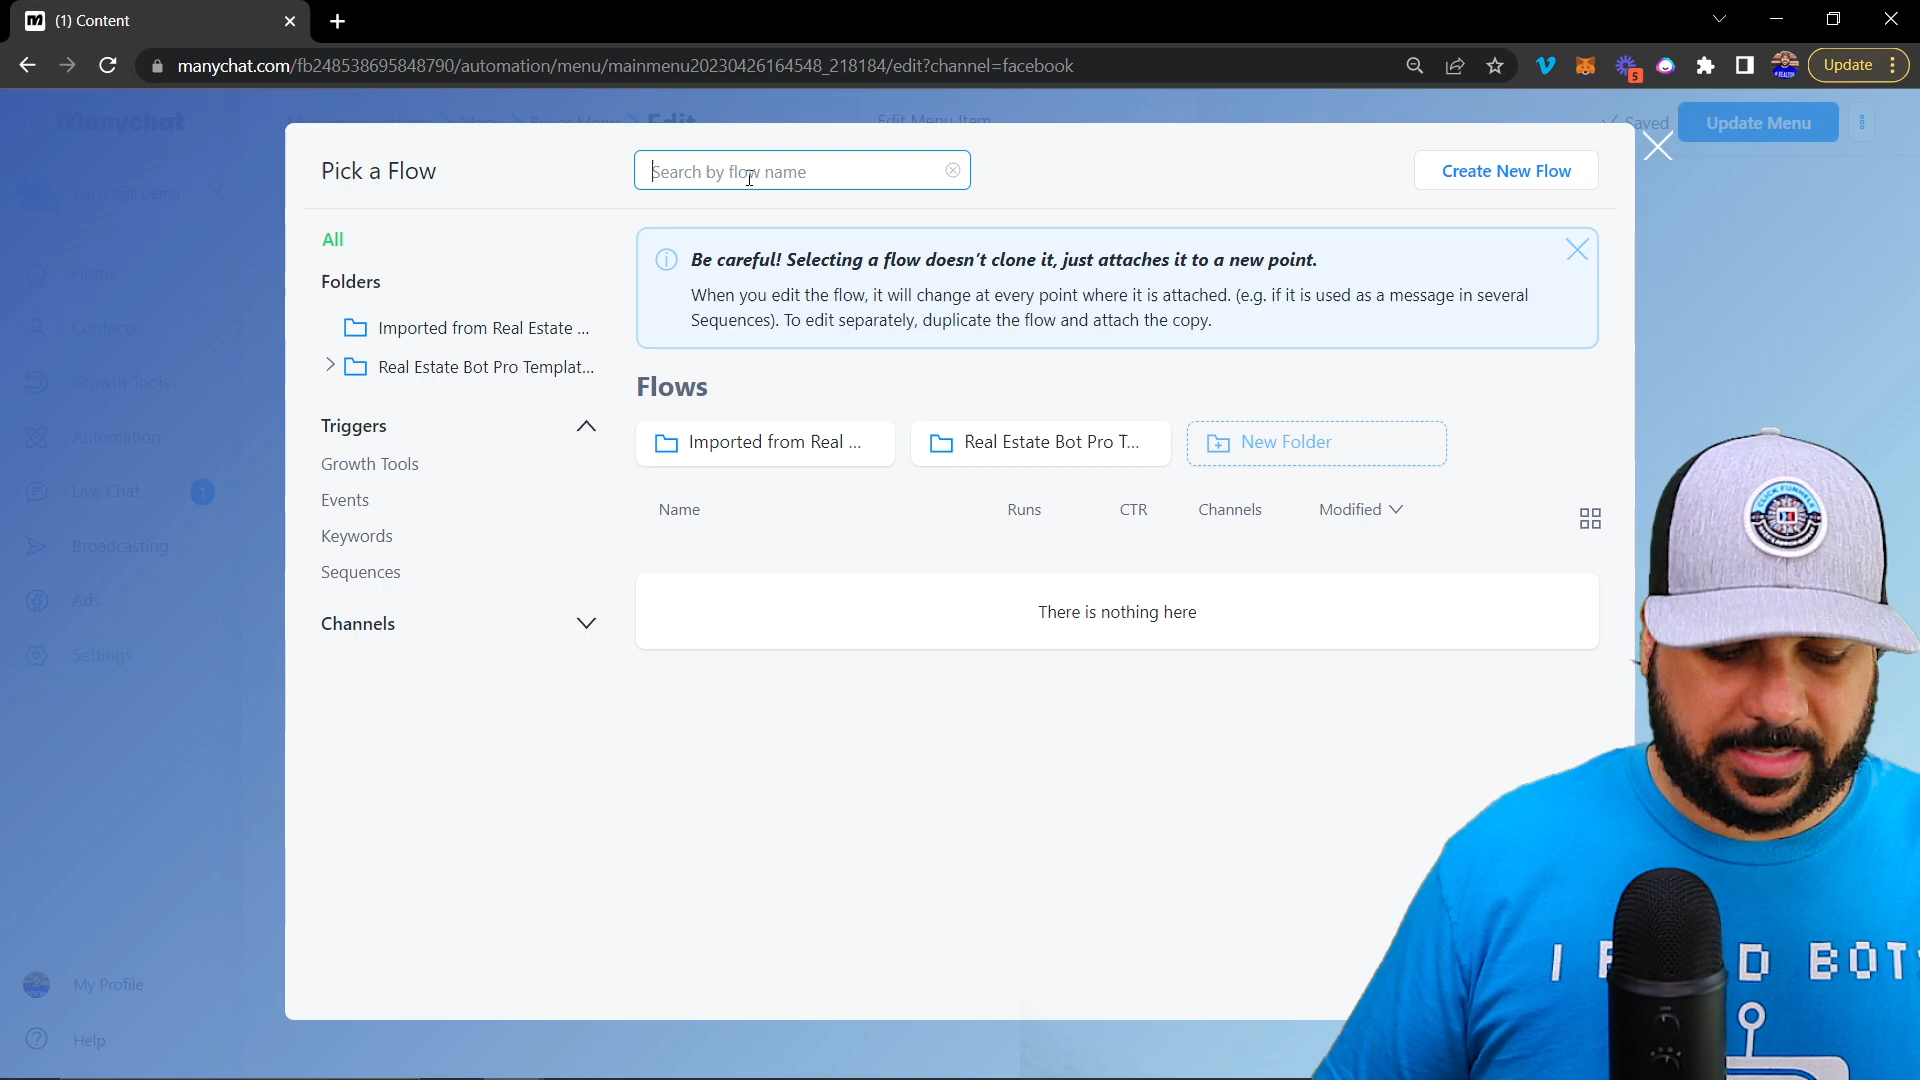 (1) Content
manychat.com/fb248538695848790/automation/menu/mainmenu20230426164548_218184/edit?channel=facebook
5
Update
Manychat
Edit
Edit Menu Item
Saved
Update Menu
Pick a Flow
Search by flow name
Create New Flow
Bot Install Demo
All
Folders
Imported from Real Estate ...
Real Estate Bot Pro Templat...
Triggers
Growth Tools
Events
Keywords
Sequences
Channels
Be careful! Selecting a flow doesn't clone it, just attaches it to a new point.
When you edit the flow, it will change at every point where it is attached. (e.g. if it is used as a message in several
Sequences). To edit separately, duplicate the flow and attach the copy.
Flows
Imported from Real ...
Real Estate Bot Pro T...
New Folder
Name
Runs
CTR
Channels
Modified
There is nothing here
Home
Contacts
Growth Tools
Automation
Live Chat
1
Broadcasting
Ads
Settings
My Profile
Help
CLICK FUNNELS